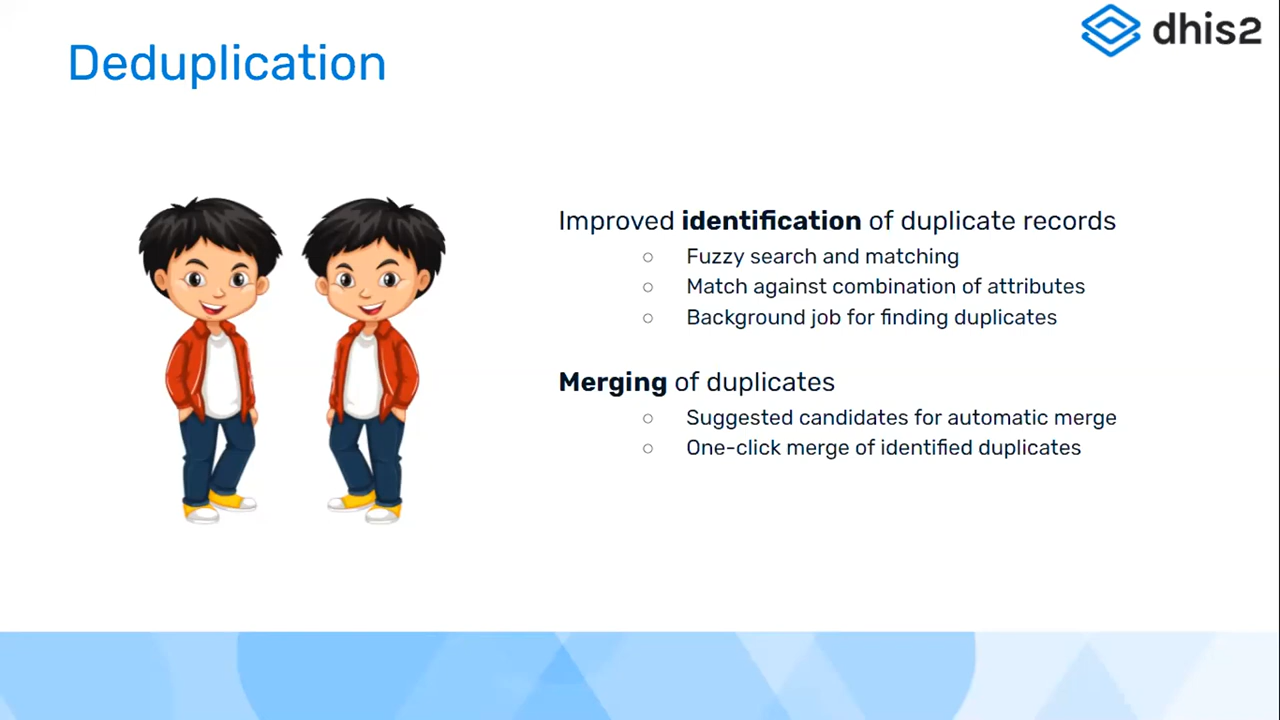 dhis2
Deduplication
Improved identification of duplicate records
○ Fuzzy search and matching
○ Match against combination of attributes
○ Background job for finding duplicates
Merging of duplicates
○ Suggested candidates for automatic merge
○ One-click merge of identified duplicates